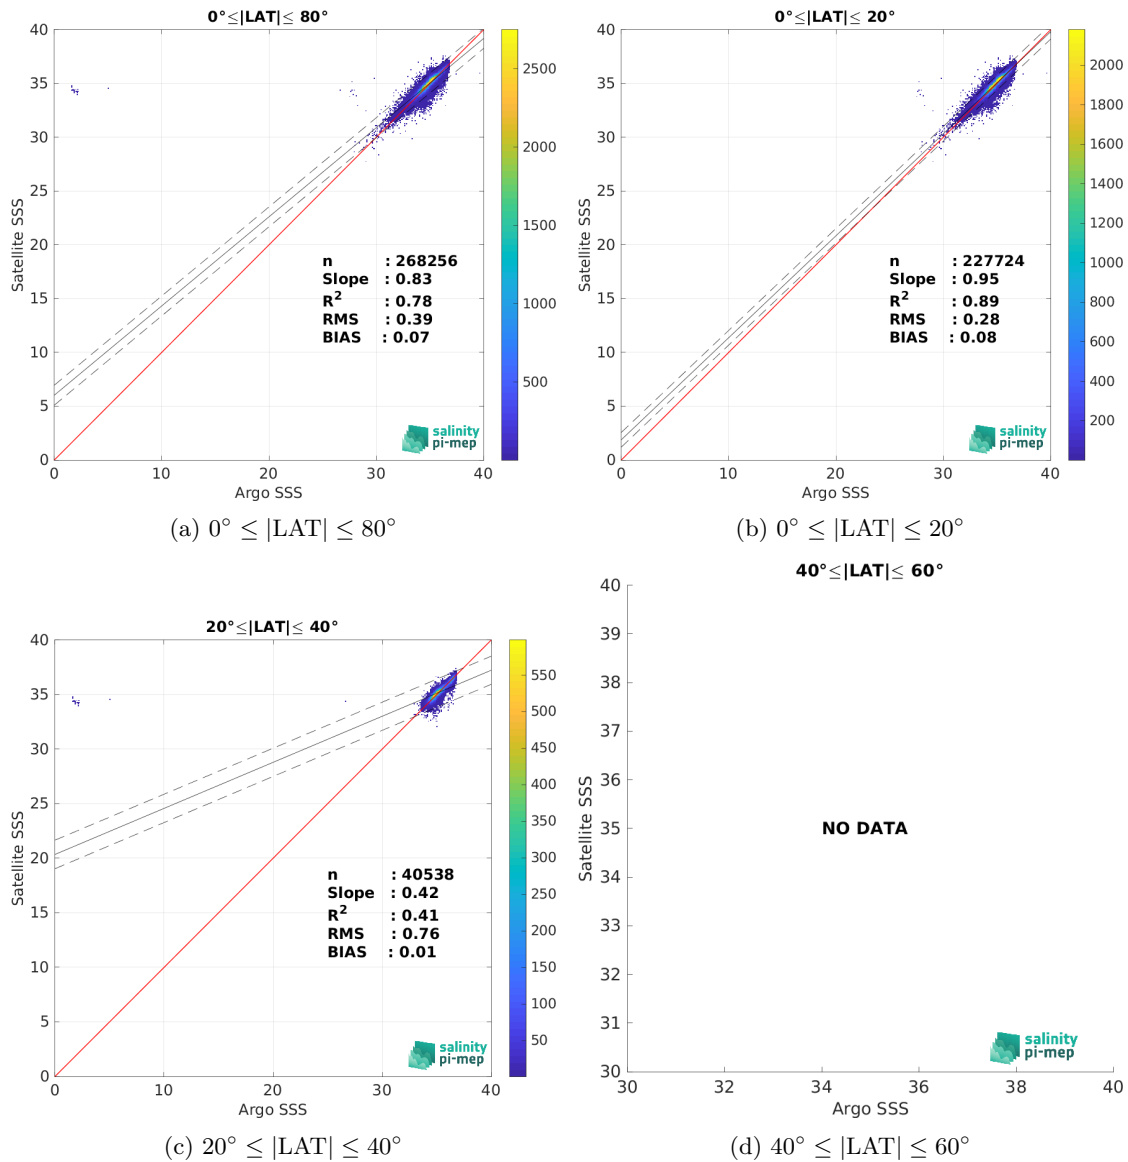 0°≤|LAT|≤ 80°
40
35
30
25
20
15
10
5
0
0
10
20
30
40
Satellite SSS
Argo SSS
n : 268256
Slope : 0.83
R² : 0.78
RMS : 0.39
BIAS : 0.07
salinity
pi-mep
2500
2000
1500
1000
500
(a) 0° ≤ |LAT| ≤ 80°
0°≤|LAT|≤ 20°
40
35
30
25
20
15
10
5
0
0
10
20
30
40
Satellite SSS
Argo SSS
n : 227724
Slope : 0.95
R² : 0.89
RMS : 0.28
BIAS : 0.08
salinity
pi-mep
2000
1800
1600
1400
1200
1000
800
600
400
200
(b) 0° ≤ |LAT| ≤ 20°
20°≤|LAT|≤ 40°
40
35
30
25
20
15
10
5
0
0
10
20
30
40
Satellite SSS
Argo SSS
n : 40538
Slope : 0.42
R² : 0.41
RMS : 0.76
BIAS : 0.01
salinity
pi-mep
550
500
450
400
350
300
250
200
150
100
50
(c) 20° ≤ |LAT| ≤ 40°
40°≤|LAT|≤ 60°
40
39
38
37
36
35
34
33
32
31
30
30
32
34
36
38
40
Satellite SSS
Argo SSS
NO DATA
salinity
pi-mep
(d) 40° ≤ |LAT| ≤ 60°